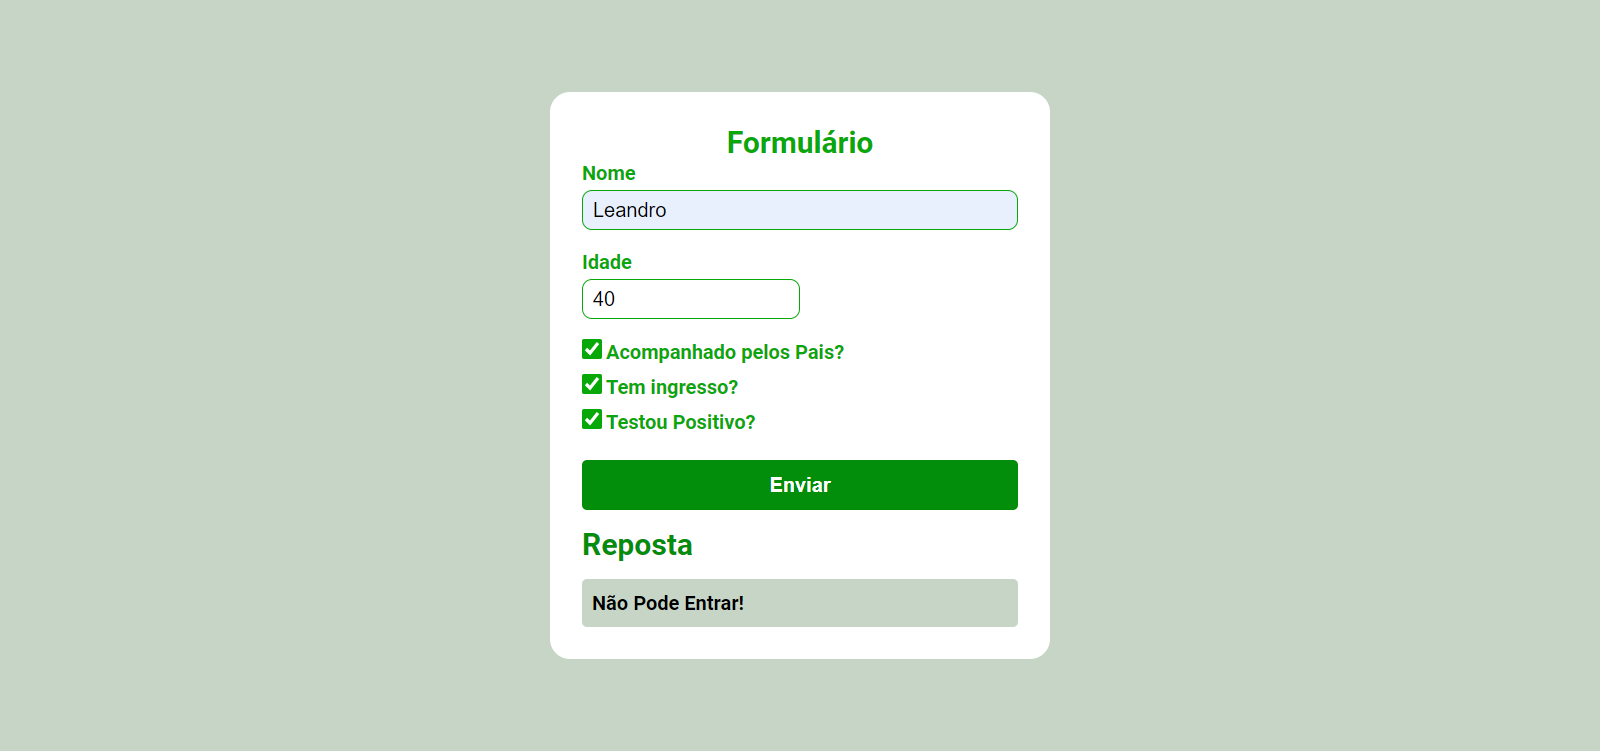 Formulário
Nome
Leandro
Idade
40
Acompanhado pelos Pais?
Tem ingresso?
Testou Positivo?
Enviar
Reposta
Não Pode Entrar!